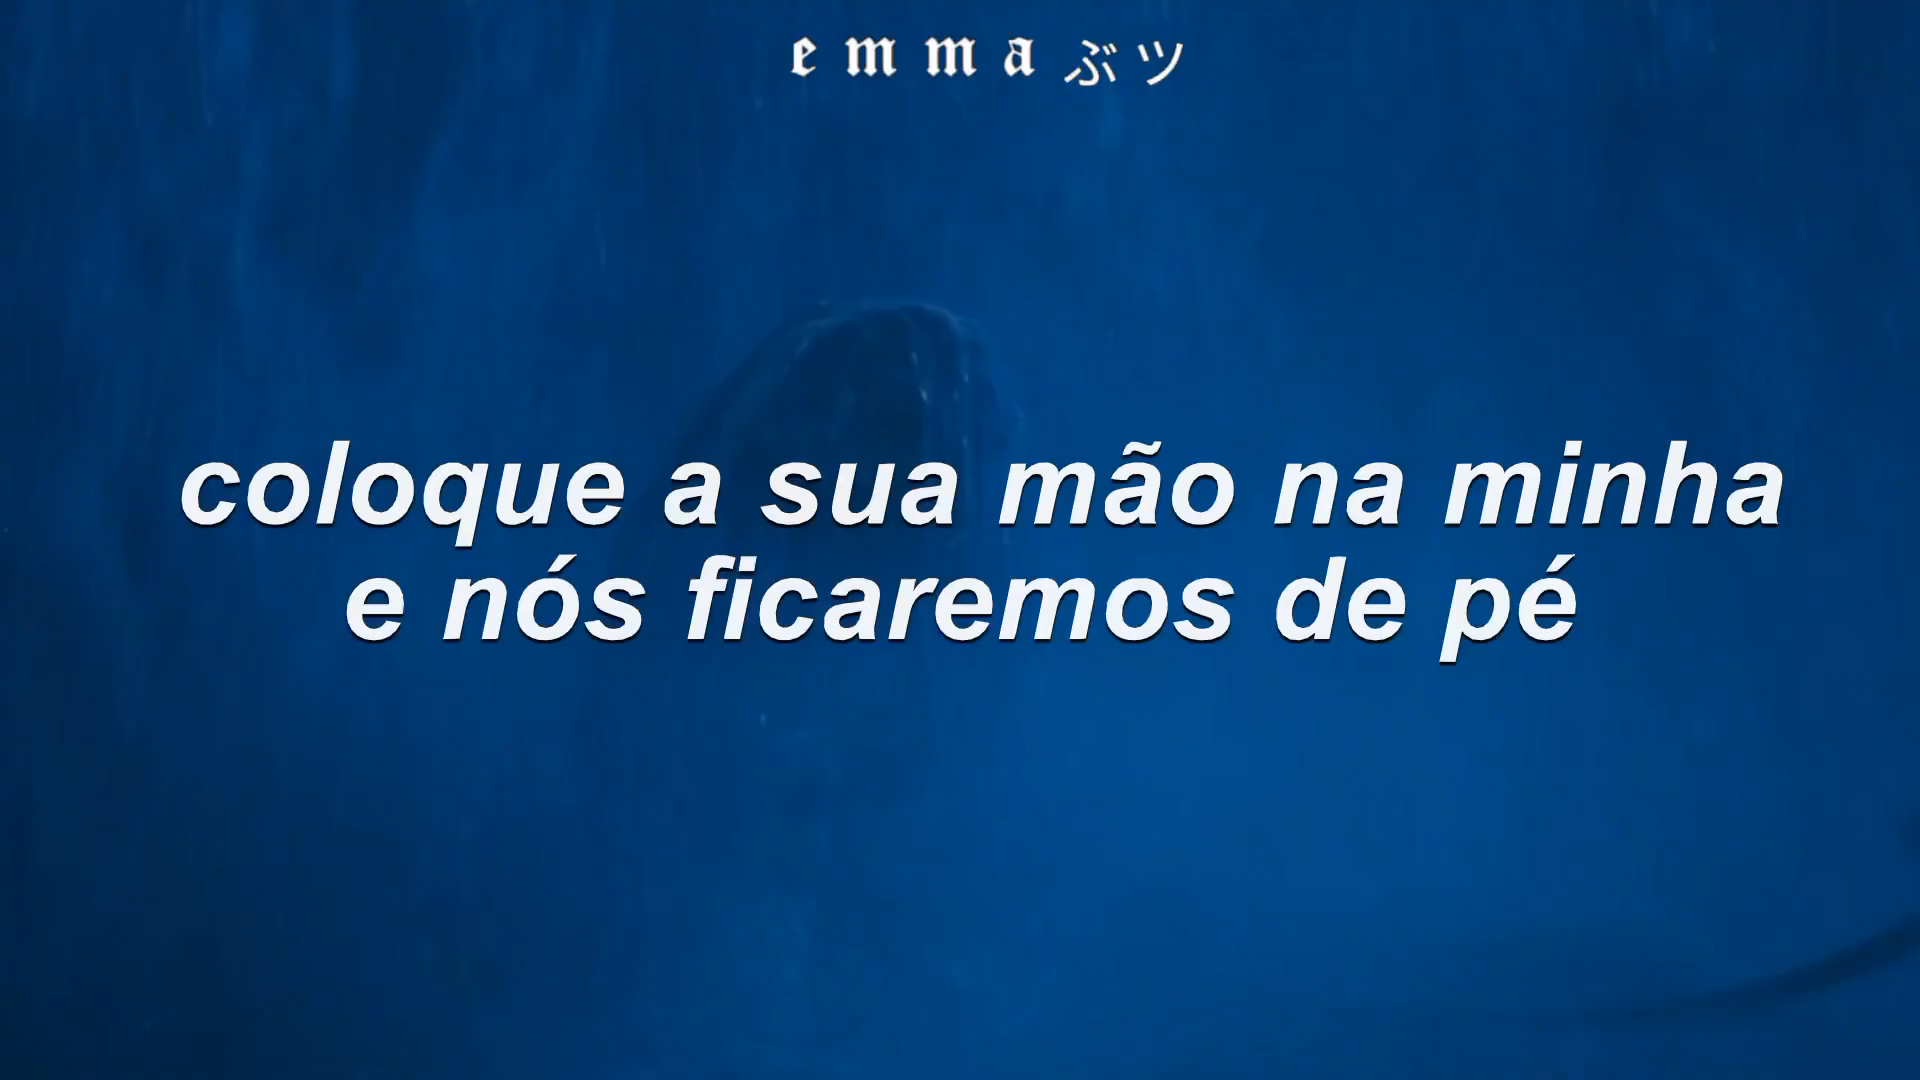 e m m a ぶツ
coloque a sua mão na minha
e nós ficaremos de pé